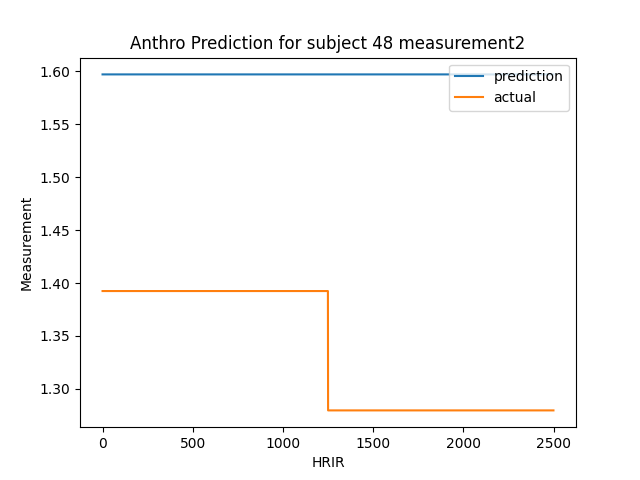 Anthro Prediction for subject 48 measurement2
prediction
actual
1.60
1.55
1.50
1.45
1.40
1.35
1.30
Measurement
0
500
1000
1500
2000
2500
HRIR